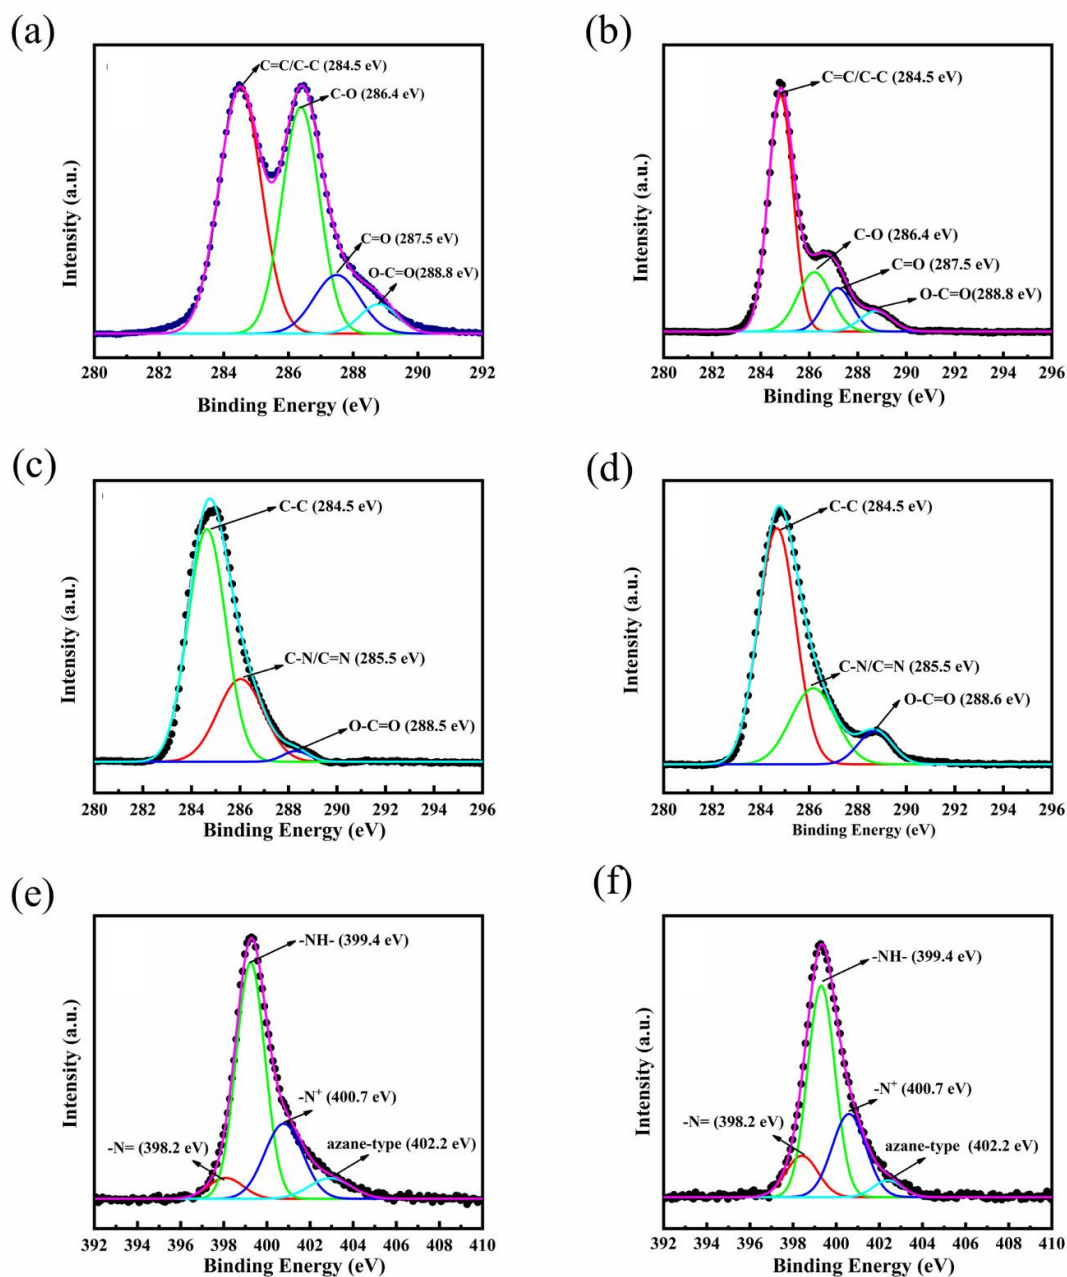 (a)
C=C/C-C (284.5 eV)
C-O (286.4 eV)
C=O (287.5 eV)
O-C=O(288.8 eV)
Intensity (a.u.)
280 282 284 286 288 290 292
Binding Energy (eV)
(b)
C=C/C-C (284.5 eV)
C-O (286.4 eV)
C=O (287.5 eV)
O-C=O(288.8 eV)
Intensity (a.u.)
280 282 284 286 288 290 292 294 296
Binding Energy (eV)
(c)
C-C (284.5 eV)
C-N/C=N (285.5 eV)
O-C=O (288.5 eV)
Intensity (a.u.)
280 282 284 286 288 290 292 294 296
Binding Energy (eV)
(d)
C-C (284.5 eV)
C-N/C=N (285.5 eV)
O-C=O (288.6 eV)
Intensity (a.u.)
280 282 284 286 288 290 292 294 296
Binding Energy (eV)
(e)
-NH- (399.4 eV)
-N⁺ (400.7 eV)
-N= (398.2 eV)
azane-type (402.2 eV)
Intensity (a.u.)
392 394 396 398 400 402 404 406 408 410
Binding Energy (eV)
(f)
-NH- (399.4 eV)
-N⁺ (400.7 eV)
-N= (398.2 eV)
azane-type (402.2 eV)
Intensity (a.u.)
392 394 396 398 400 402 404 406 408 410
Binding Energy (eV)